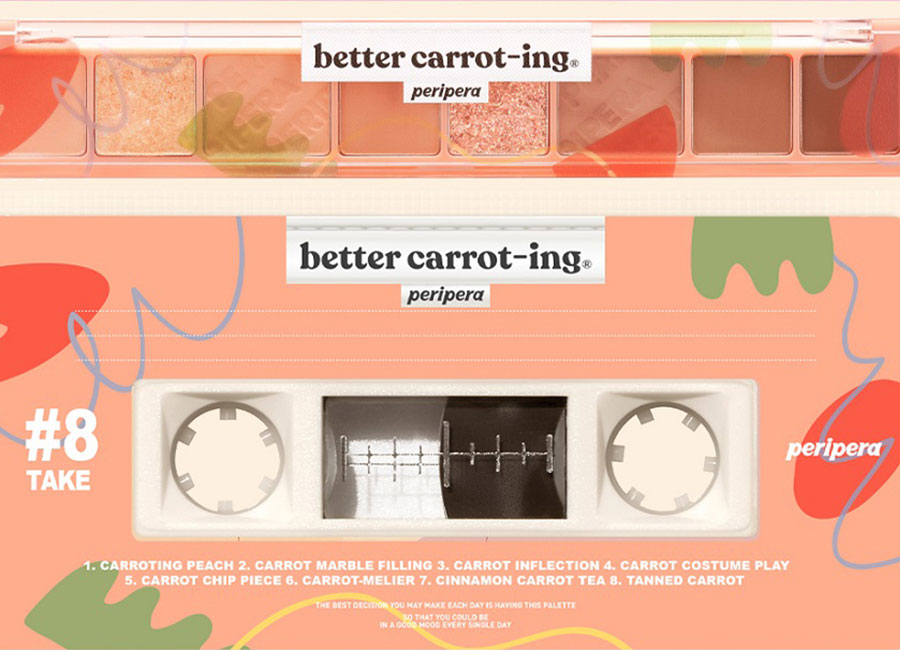 better carrot-ing®
peripera
better carrot-ing®
peripera
#8
TAKE
peripera
1. CARROTING PEACH 2. CARROT MARBLE FILLING 3. CARROT INFLECTION 4. CARROT COSTUME PLAY
5. CARROT CHIP PIECE 6. CARROT-MELIER 7. CINNAMON CARROT TEA 8. TANNED CARROT
THE BEST DECISION YOU MAY MAKE EACH DAY IS HAVING THIS PALETTE
SO THAT YOU COULD BE
IN A GOOD MOOD EVERY SINGLE DAY